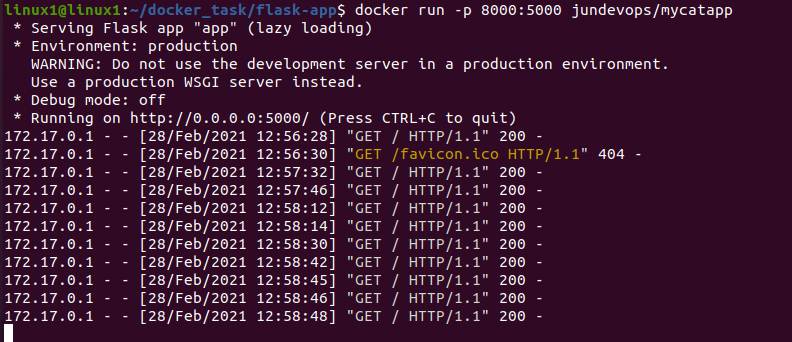 linux1@linux1:~/docker_task/flask-app$ docker run -p 8000:5000 jundevops/mycatapp
 * Serving Flask app "app" (lazy loading)
 * Environment: production
   WARNING: Do not use the development server in a production environment.
   Use a production WSGI server instead.
 * Debug mode: off
 * Running on http://0.0.0.0:5000/ (Press CTRL+C to quit)
172.17.0.1 - - [28/Feb/2021 12:56:28] "GET / HTTP/1.1" 200 -
172.17.0.1 - - [28/Feb/2021 12:56:30] "GET /favicon.ico HTTP/1.1" 404 -
172.17.0.1 - - [28/Feb/2021 12:57:32] "GET / HTTP/1.1" 200 -
172.17.0.1 - - [28/Feb/2021 12:57:46] "GET / HTTP/1.1" 200 -
172.17.0.1 - - [28/Feb/2021 12:58:12] "GET / HTTP/1.1" 200 -
172.17.0.1 - - [28/Feb/2021 12:58:14] "GET / HTTP/1.1" 200 -
172.17.0.1 - - [28/Feb/2021 12:58:30] "GET / HTTP/1.1" 200 -
172.17.0.1 - - [28/Feb/2021 12:58:42] "GET / HTTP/1.1" 200 -
172.17.0.1 - - [28/Feb/2021 12:58:45] "GET / HTTP/1.1" 200 -
172.17.0.1 - - [28/Feb/2021 12:58:46] "GET / HTTP/1.1" 200 -
172.17.0.1 - - [28/Feb/2021 12:58:48] "GET / HTTP/1.1" 200 -